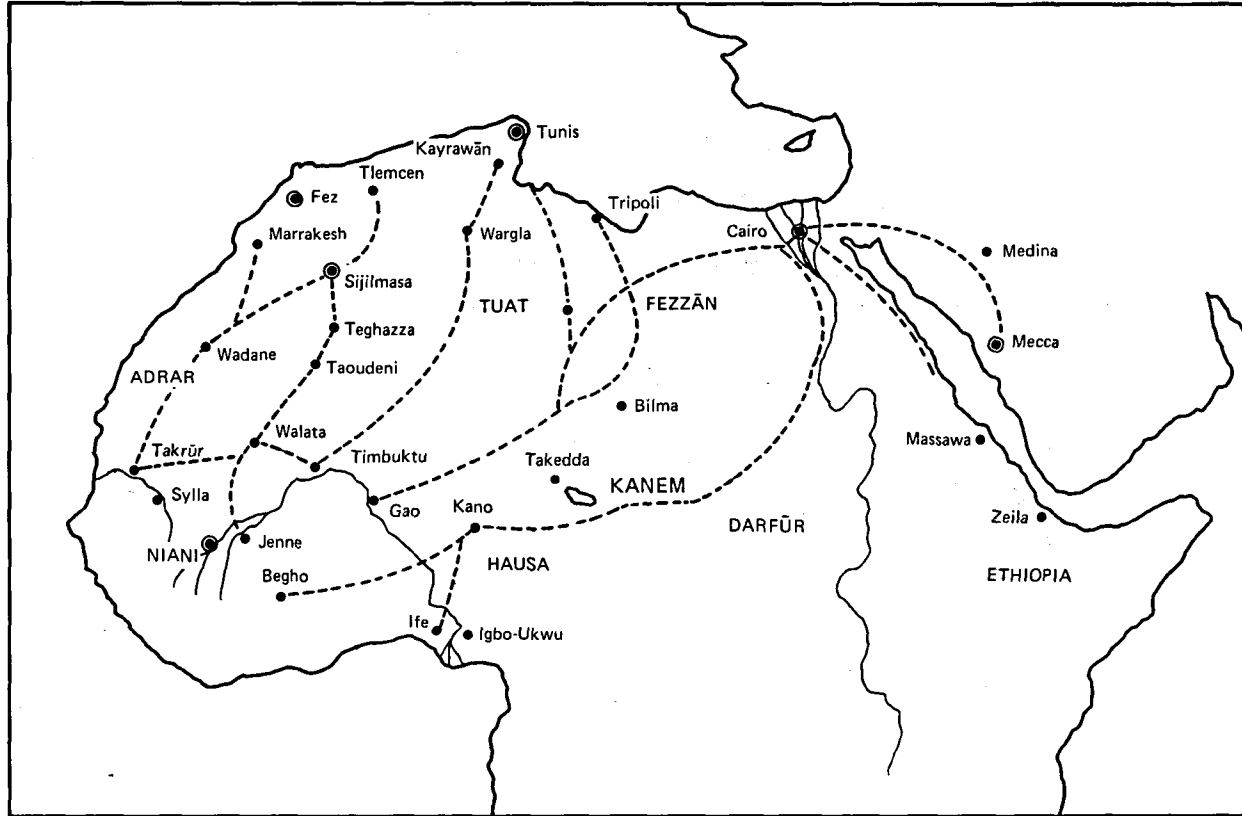 Tunis
Kayrawān
Tlemcen
Fez
Tripoli
Marrakesh
Wargla
Cairo
Medina
Sijilmasa
TUAT
FEZZĀN
Teghazza
Mecca
Wadane
Taoudeni
ADRAR
Bilma
Walata
Massawa
Takrūr
Timbuktu
Takedda
KANEM
Sylla
Gao
Kano
Zeila
DARFŪR
NIANI
Jenne
HAUSA
Begho
ETHIOPIA
Ife
Igbo-Ukwu